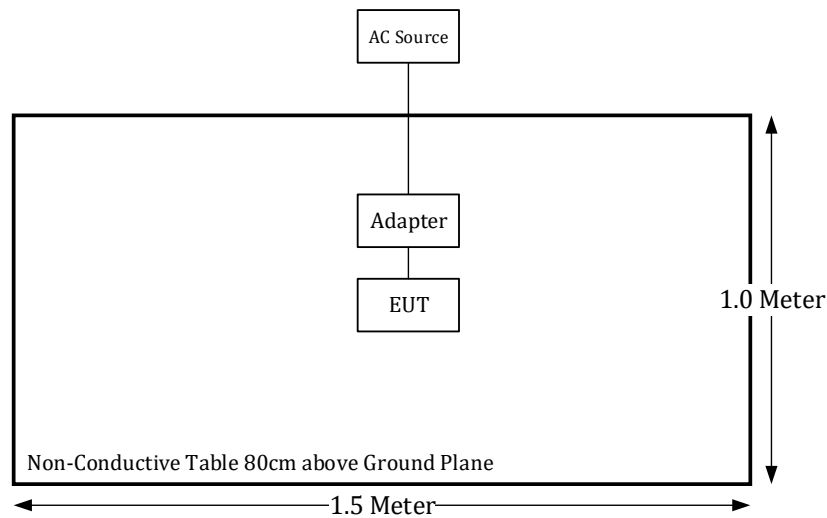 AC Source
Adapter
EUT
1.0 Meter
Non-Conductive Table 80cm above Ground Plane
1.5 Meter